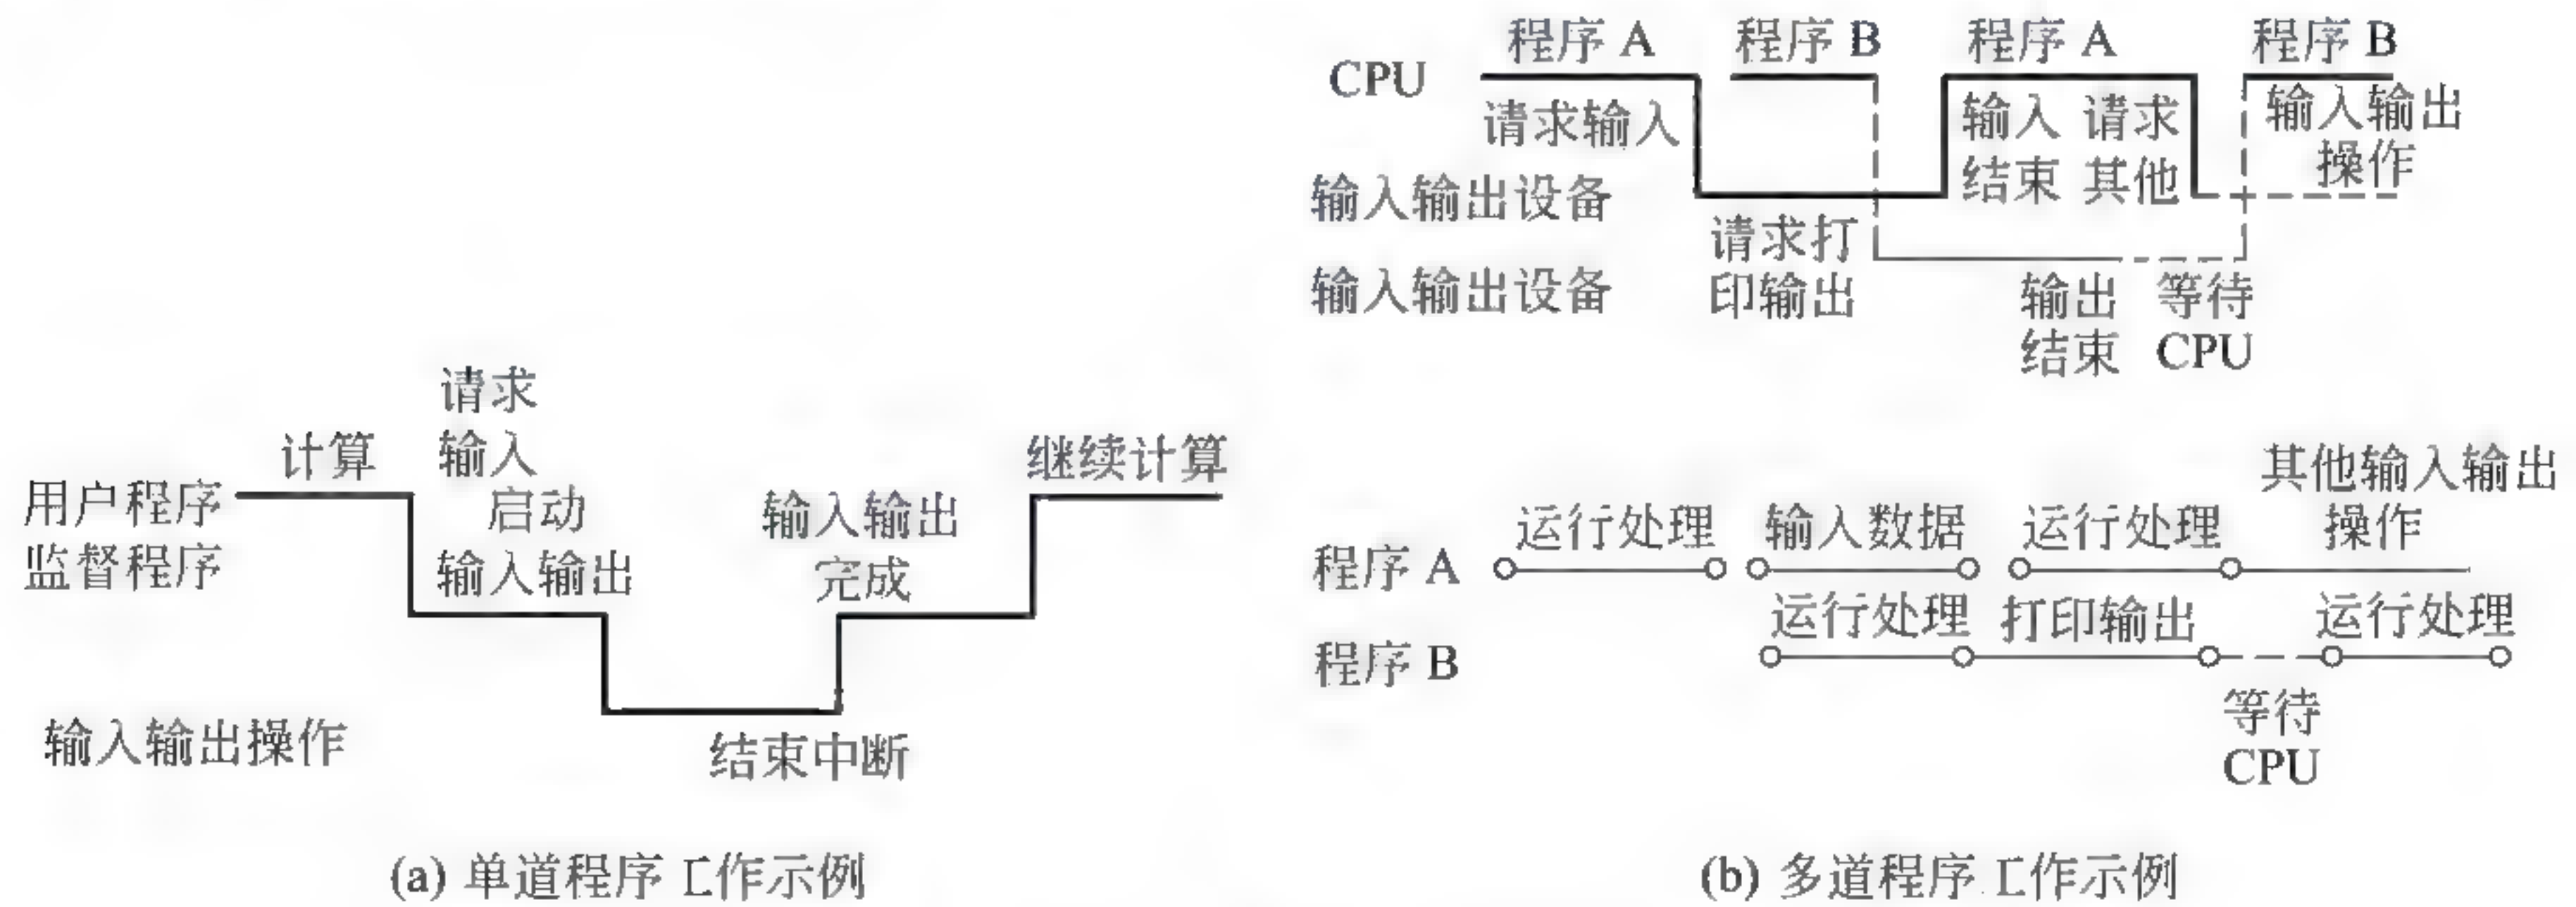 请求
计算 输入 继续计算
用户程序 启动 输入输出
监督程序 输入输出 完成
输入输出操作 结束中断
(a) 单道程序工作示例
程序 A 程序 B 程序 A 程序 B
CPU
请求输入 输入 请求 输入输出
结束 其他 操作
输入输出设备
请求打
输入输出设备 印输出 输出 等待
结束 CPU
其他输入输出
运行处理 输入数据 运行处理 操作
程序 A
运行处理 打印输出 运行处理
程序 B
等待
CPU
(b) 多道程序工作示例